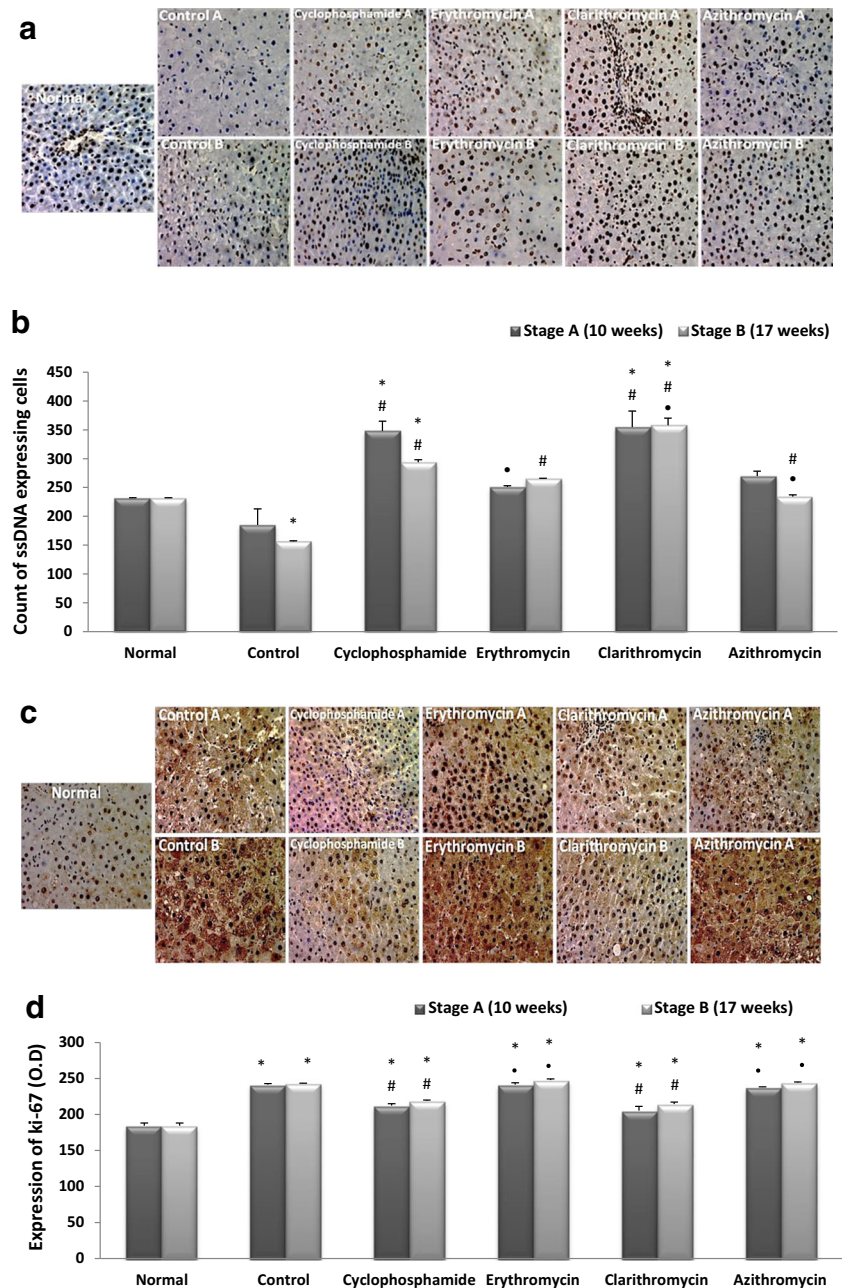 a
Control A Cyclophosphamide A Erythromycin A Clarithromycin A Azithromycin A
Normal
Control B Cyclophosphamide B Erythromycin B Clarithromycin B Azithromycin B
b
Stage A (10 weeks) Stage B (17 weeks)
Count of ssDNA expressing cells
450
400
350
300
250
200
150
100
50
0
* # * # * • # * # * # • # •
Normal Control Cyclophosphamide Erythromycin Clarithromycin Azithromycin
c
Control A Cyclophosphamide A Erythromycin A Clarithromycin A Azithromycin A
Normal
Control B Cyclophosphamide B Erythromycin B Clarithromycin B Azithromycin A
d
Stage A (10 weeks) Stage B (17 weeks)
Expression of ki-67 (O.D)
300
250
200
150
100
50
0
* * * * * * * * * *
# # • • # # • •
Normal Control Cyclophosphamide Erythromycin Clarithromycin Azithromycin